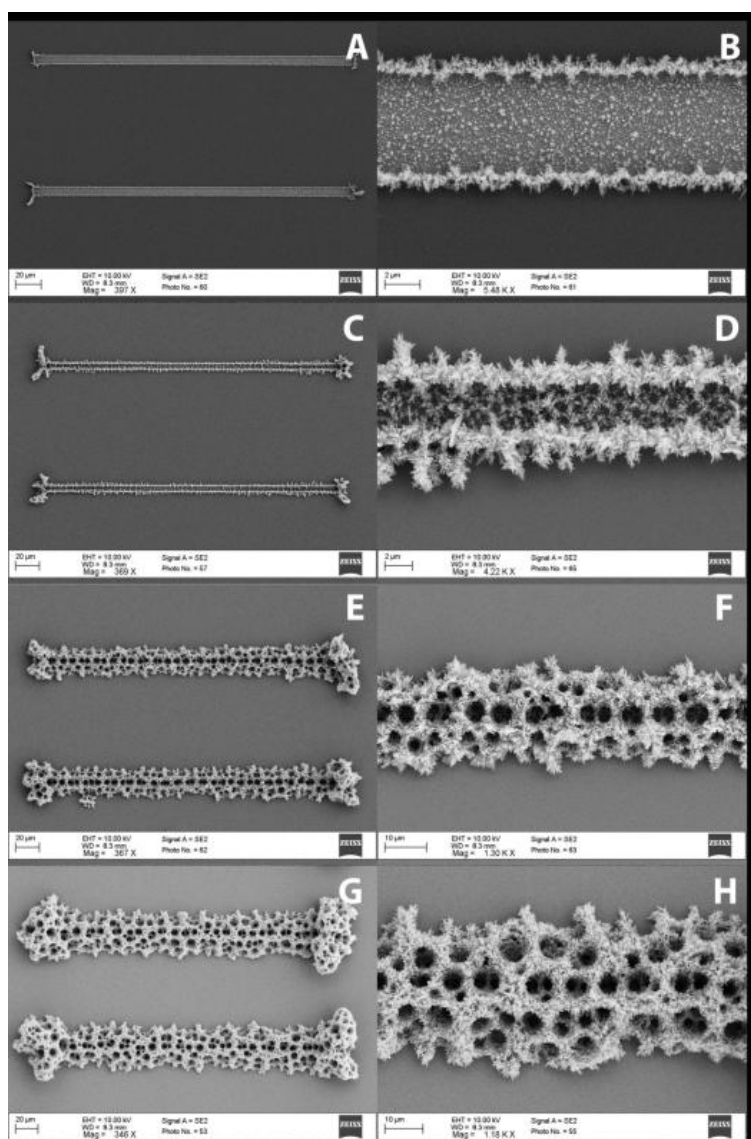 A
20 µm
EHT = 10.00 kV
WD = 8.3 mm
Mag = 397 X
Signal A = SE2
Photo No. = 60
ZEISS
B
2 µm
EHT = 10.00 kV
WD = 8.3 mm
Mag = 5.48 K X
Signal A = SE2
Photo No. = 61
ZEISS
C
20 µm
EHT = 10.00 kV
WD = 8.3 mm
Mag = 369 X
Signal A = SE2
Photo No. = 57
ZEISS
D
2 µm
EHT = 10.00 kV
WD = 8.3 mm
Mag = 4.22 K X
Signal A = SE2
ZEISS
E
20 µm
EHT = 10.00 kV
WD = 8.3 mm
Mag = 367 X
Signal A = SE2
Photo No. = 62
ZEISS
F
10 µm
EHT = 10.00 kV
WD = 8.3 mm
Mag = 1.30 K X
Signal A = SE2
Photo No. = 63
ZEISS
G
20 µm
EHT = 10.00 kV
WD = 8.3 mm
Mag = 346 X
Signal A = SE2
Photo No. = 53
ZEISS
H
10 µm
EHT = 10.00 kV
WD = 8.3 mm
Mag = 1.18 K X
Signal A = SE2
Photo No. = 55
ZEISS